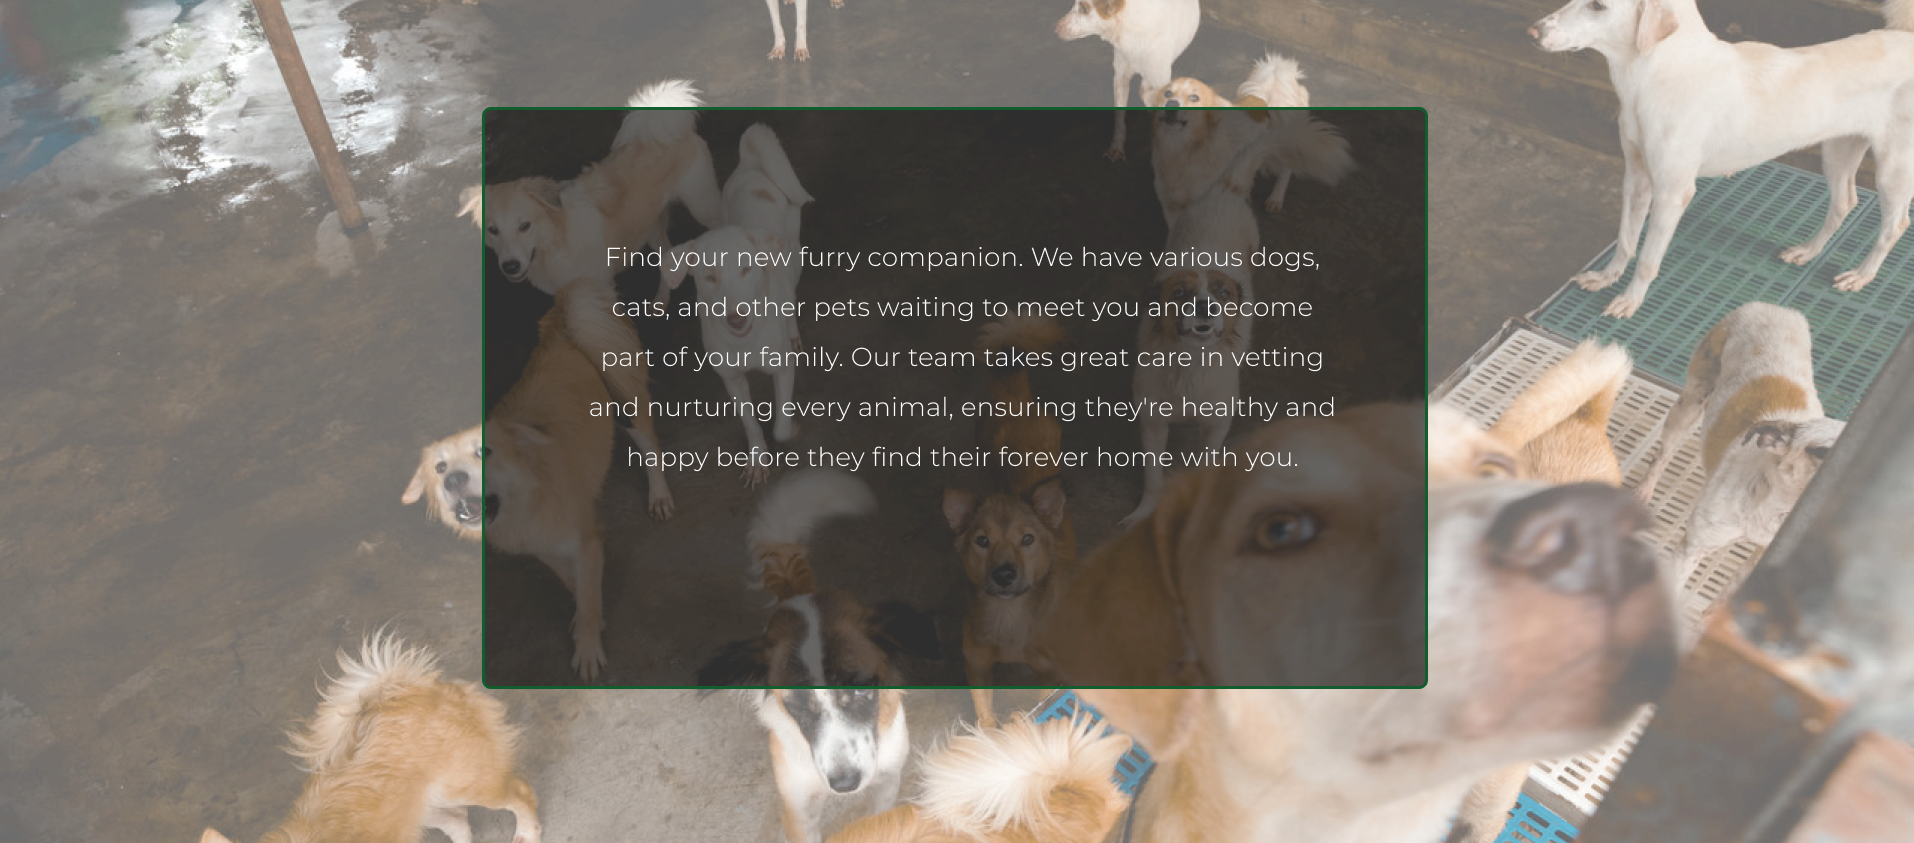 Find your new furry companion. We have various dogs,
cats, and other pets waiting to meet you and become
part of your family. Our team takes great care in vetting
and nurturing every animal, ensuring they're healthy and
happy before they find their forever home with you.